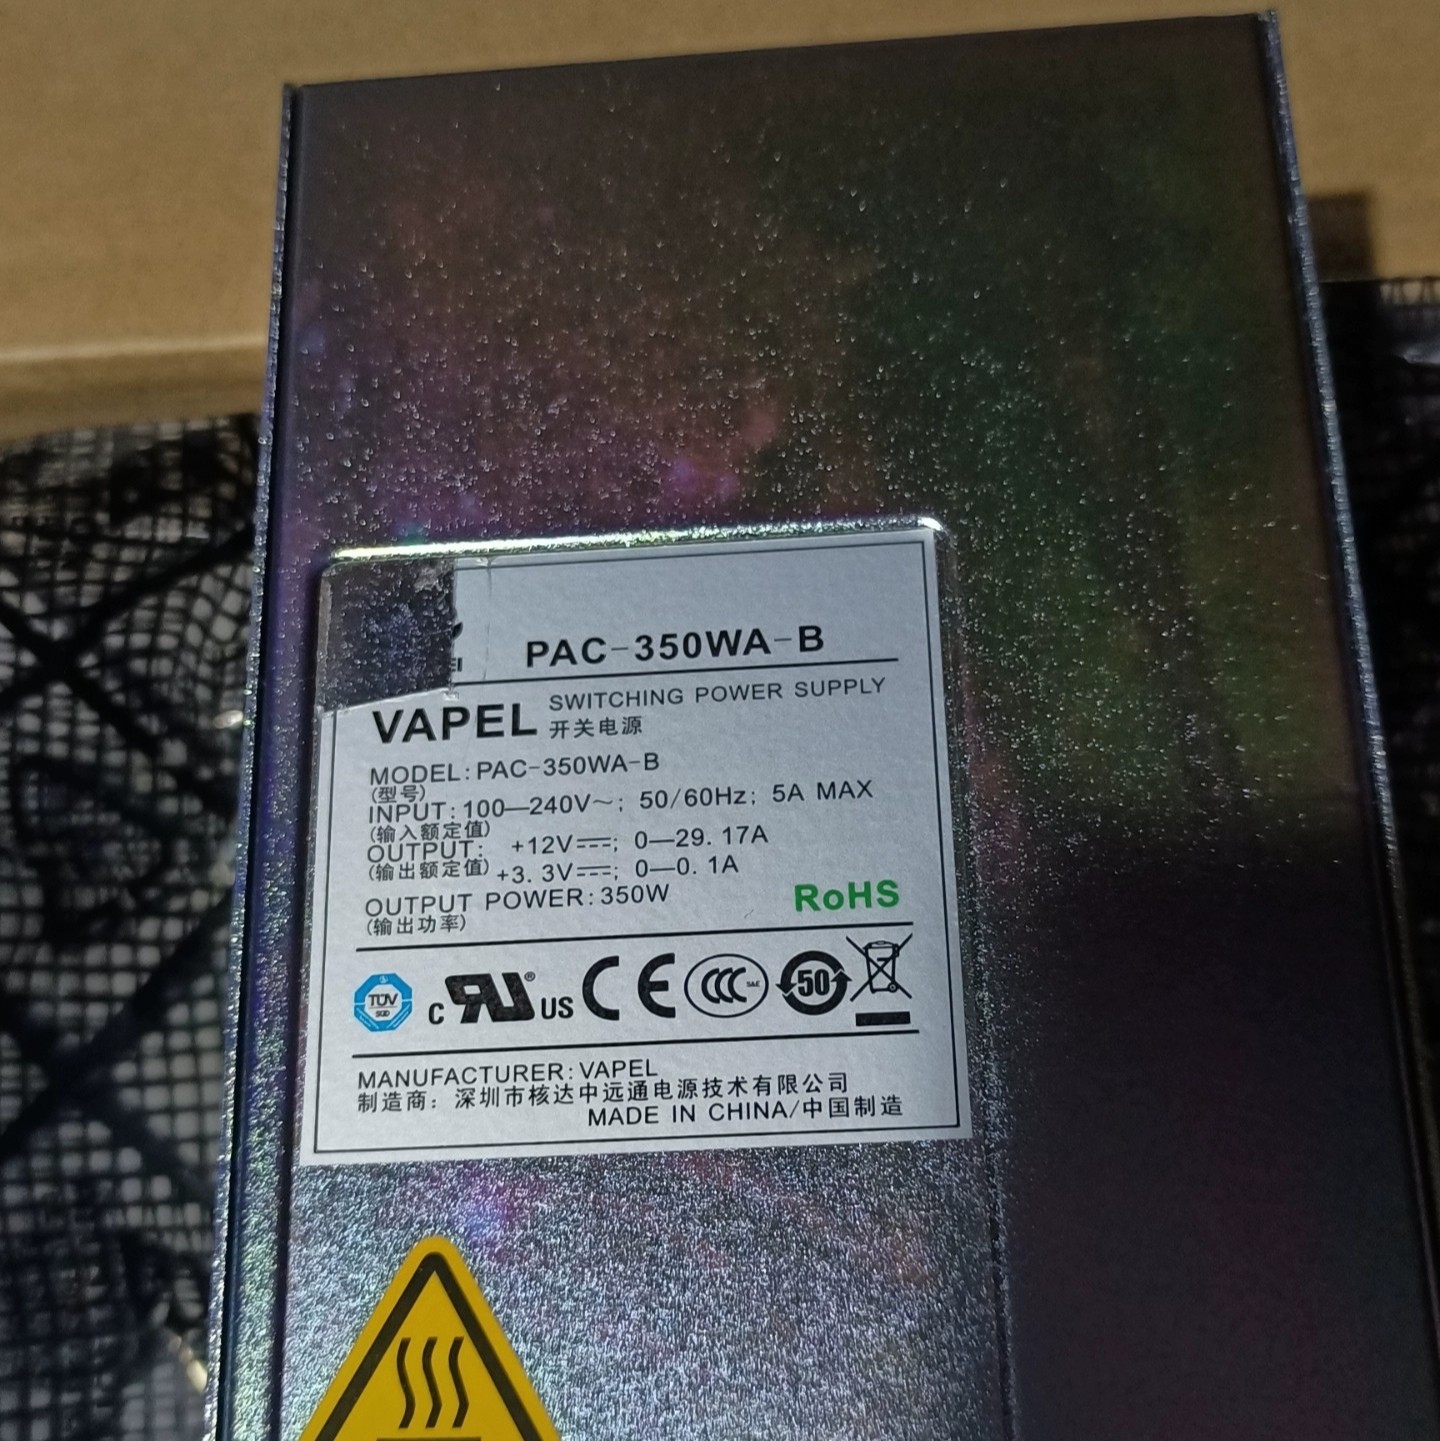 PAC-350WA-B
VAPEL SWITCHING POWER SUPPLY
开关电源
MODEL: PAC-350WA-B
(型号)
INPUT: 100—240V~; 50/60Hz; 5A MAX
(输入额定值)
OUTPUT: +12V⎓; 0—29.17A
(输出额定值) +3.3V⎓; 0—0.1A
OUTPUT POWER: 350W
(输出功率)
RoHS
TÜV c RU® US CE CCC S&E 50
MANUFACTURER: VAPEL
制造商: 深圳市核达中远通电源技术有限公司
MADE IN CHINA/中国制造